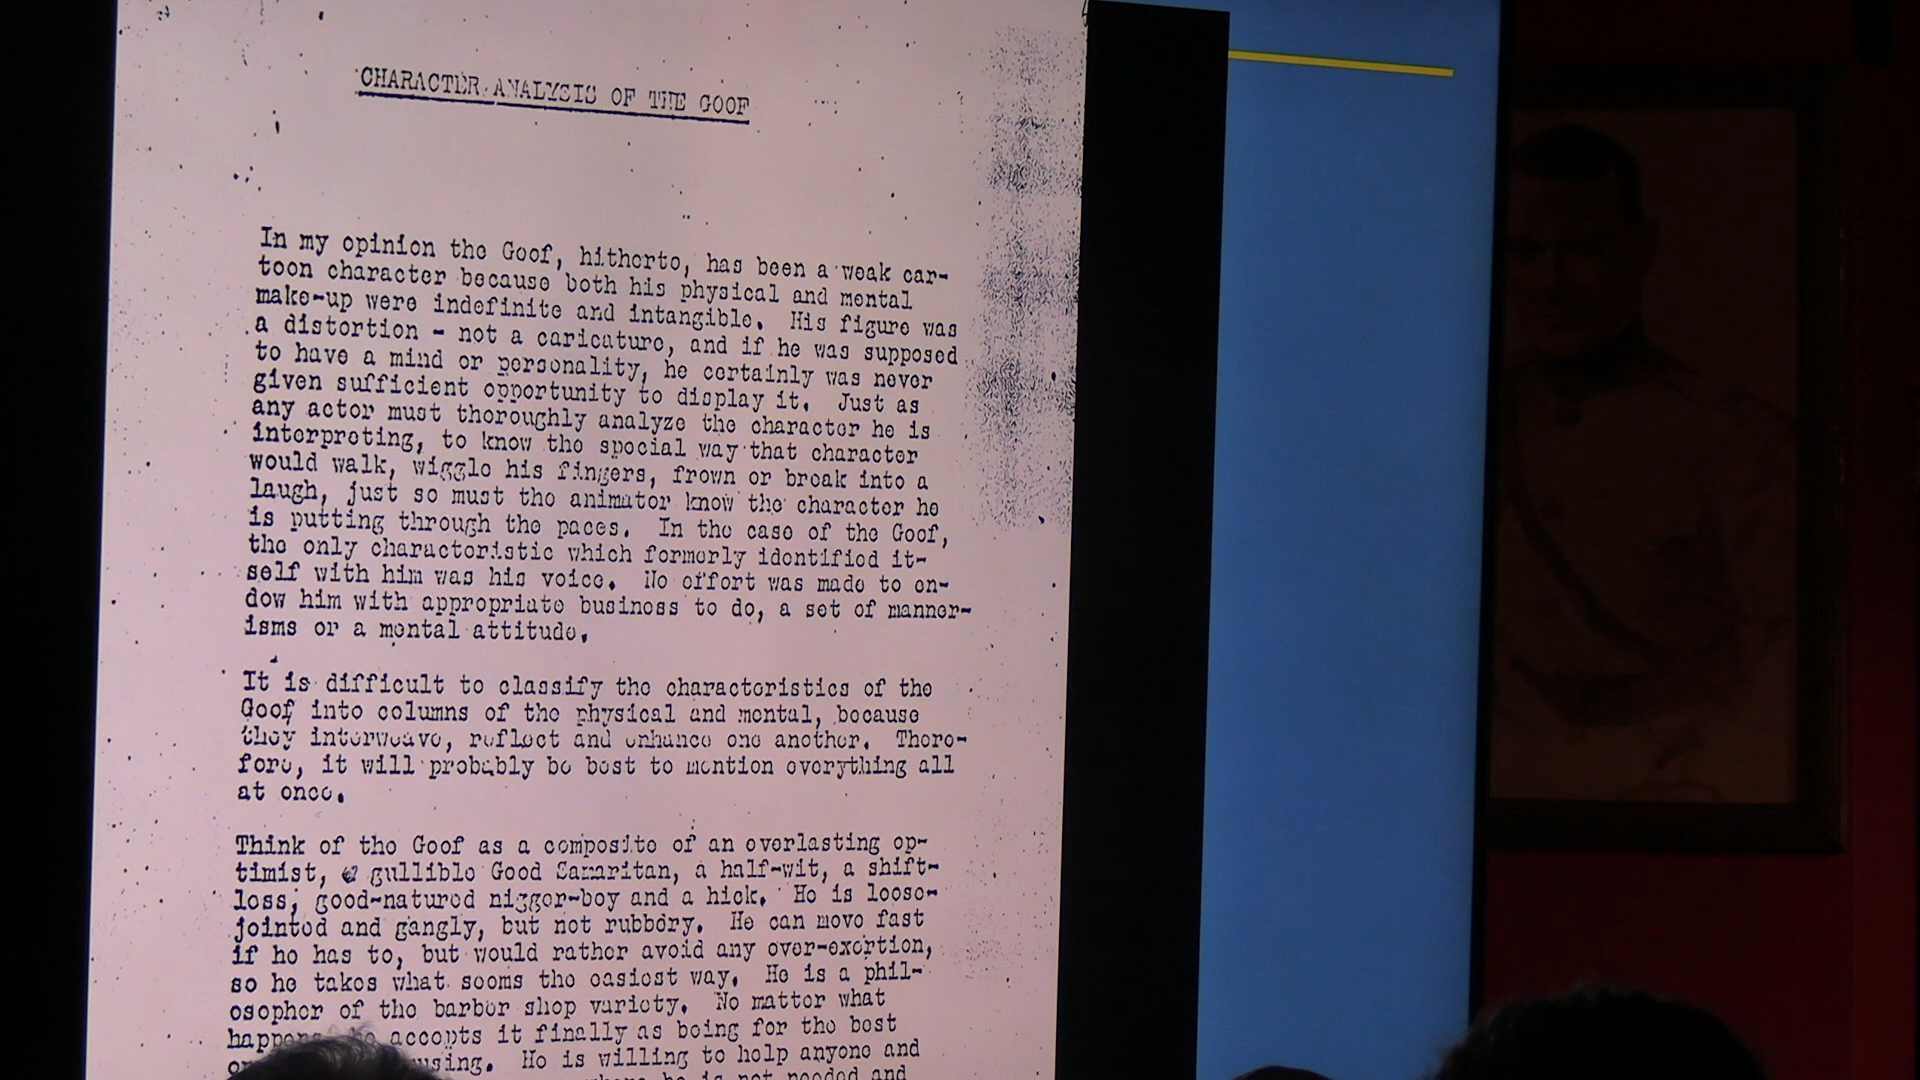 CHARACTER ANALYSIS OF THE GOOF
In my opinion the Goof, hitherto, has been a weak car-
toon character because both his physical and mental
make-up were indefinite and intangible. His figure was
a distortion - not a caricature, and if he was supposed
to have a mind or personality, he certainly was never
given sufficient opportunity to display it. Just as
any actor must thoroughly analyze the character he is
interpreting, to know the special way that character
would walk, wiggle his fingers, frown or break into a
laugh, just so must the animator know the character he
is putting through the paces. In the case of the Goof,
the only characteristic which formerly identified it-
self with him was his voice. No effort was made to en-
dow him with appropriate business to do, a set of manner-
isms or a mental attitude.
It is difficult to classify the characteristics of the
Goof into columns of the physical and mental, because
they interweave, reflect and enhance one another. There-
fore, it will probably be best to mention everything all
at once.
Think of the Goof as a composite of an everlasting op-
timist, a gullible Good Samaritan, a half-wit, a shift-
less, good-natured nigger-boy and a hick. He is loose-
jointed and gangly, but not rubbery. He can move fast
if he has to, but would rather avoid any over-exertion,
so he takes what seems the easiest way. He is a phil-
osopher of the barber shop variety. No matter what
accepts it finally as being for the best
He is willing to help anyone and
he is not needed and